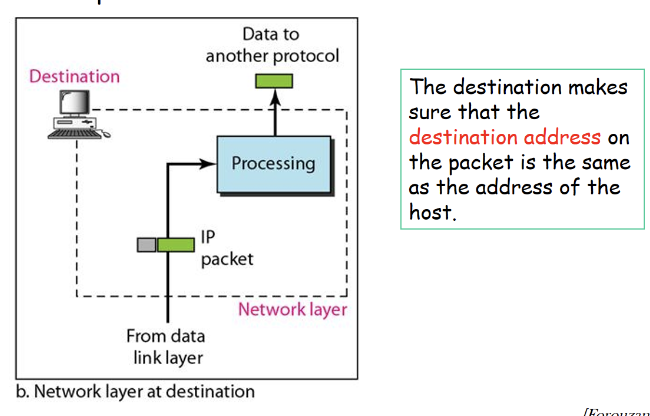 Data to
another protocol
Destination
Processing
IP
packet
Network layer
From data
link layer
b. Network layer at destination
The destination makes
sure that the
destination address on
the packet is the same
as the address of the
host.